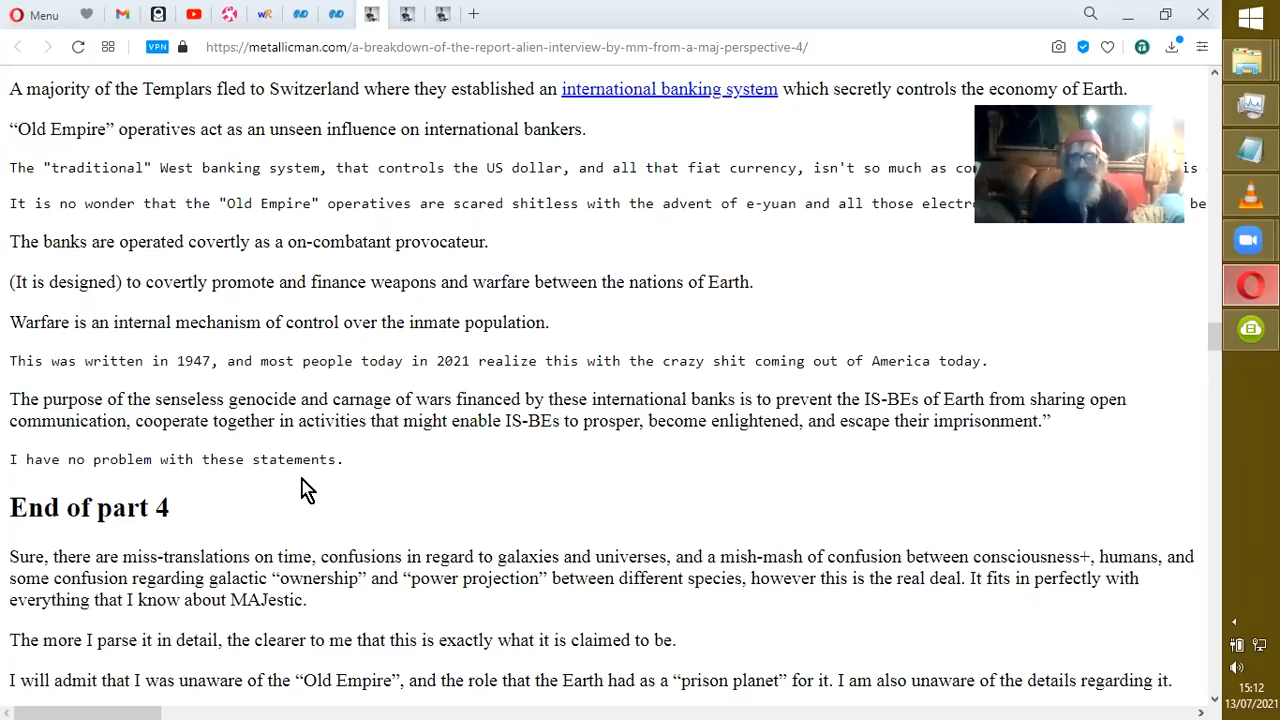 Menu
VPN https://metallicman.com/a-breakdown-of-the-report-alien-interview-by-mm-from-a-maj-perspective-4/
A majority of the Templars fled to Switzerland where they established an international banking system which secretly controls the economy of Earth.
“Old Empire” operatives act as an unseen influence on international bankers.
The "traditional" West banking system, that controls the US dollar, and all that fiat currency, isn't so much as is
It is no wonder that the "Old Empire" operatives are scared shitless with the advent of e-yuan and all those be
The banks are operated covertly as a on-combatant provocateur.
(It is designed) to covertly promote and finance weapons and warfare between the nations of Earth.
Warfare is an internal mechanism of control over the inmate population.
This was written in 1947, and most people today in 2021 realize this with the crazy shit coming out of America today.
The purpose of the senseless genocide and carnage of wars financed by these international banks is to prevent the IS-BEs of Earth from sharing open
communication, cooperate together in activities that might enable IS-BEs to prosper, become enlightened, and escape their imprisonment.”
I have no problem with these statements.
End of part 4
Sure, there are miss-translations on time, confusions in regard to galaxies and universes, and a mish-mash of confusion between consciousness+, humans, and
some confusion regarding galactic “ownership” and “power projection” between different species, however this is the real deal. It fits in perfectly with
everything that I know about MAJestic.
The more I parse it in detail, the clearer to me that this is exactly what it is claimed to be.
I will admit that I was unaware of the “Old Empire”, and the role that the Earth had as a “prison planet” for it. I am also unaware of the details regarding it.
15:12
13/07/2021